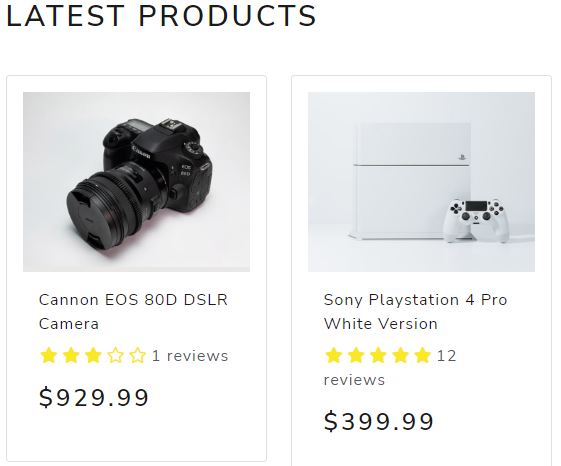 LATEST PRODUCTS
Canon
EOS
80D
Cannon EOS 80D DSLR
Camera
1 reviews
$929.99
Sony Playstation 4 Pro
White Version
12
reviews
$399.99